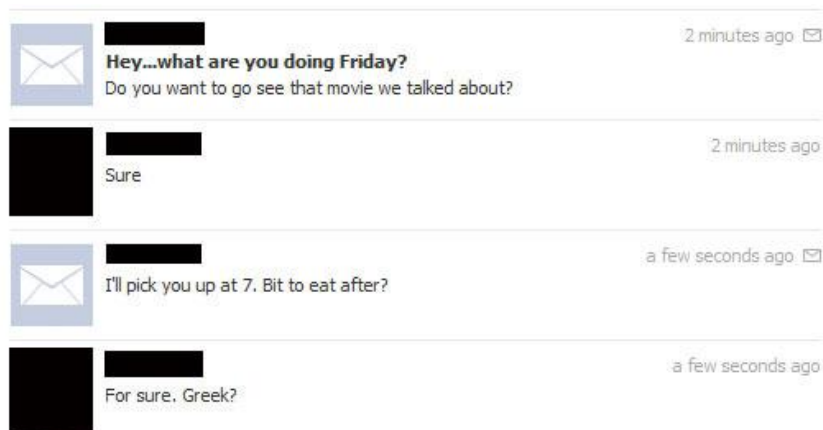 2 minutes ago
Hey...what are you doing Friday?
Do you want to go see that movie we talked about?
2 minutes ago
Sure
a few seconds ago
I'll pick you up at 7. Bit to eat after?
a few seconds ago
For sure. Greek?